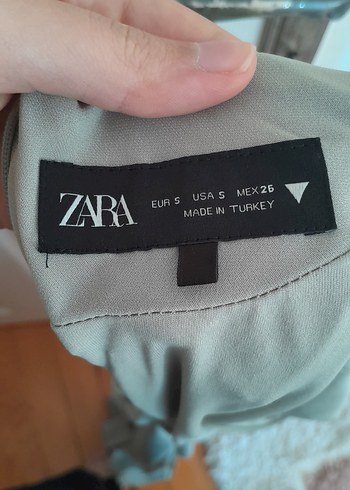 ZARA
EUR S USA S MEX 26
MADE IN TURKEY